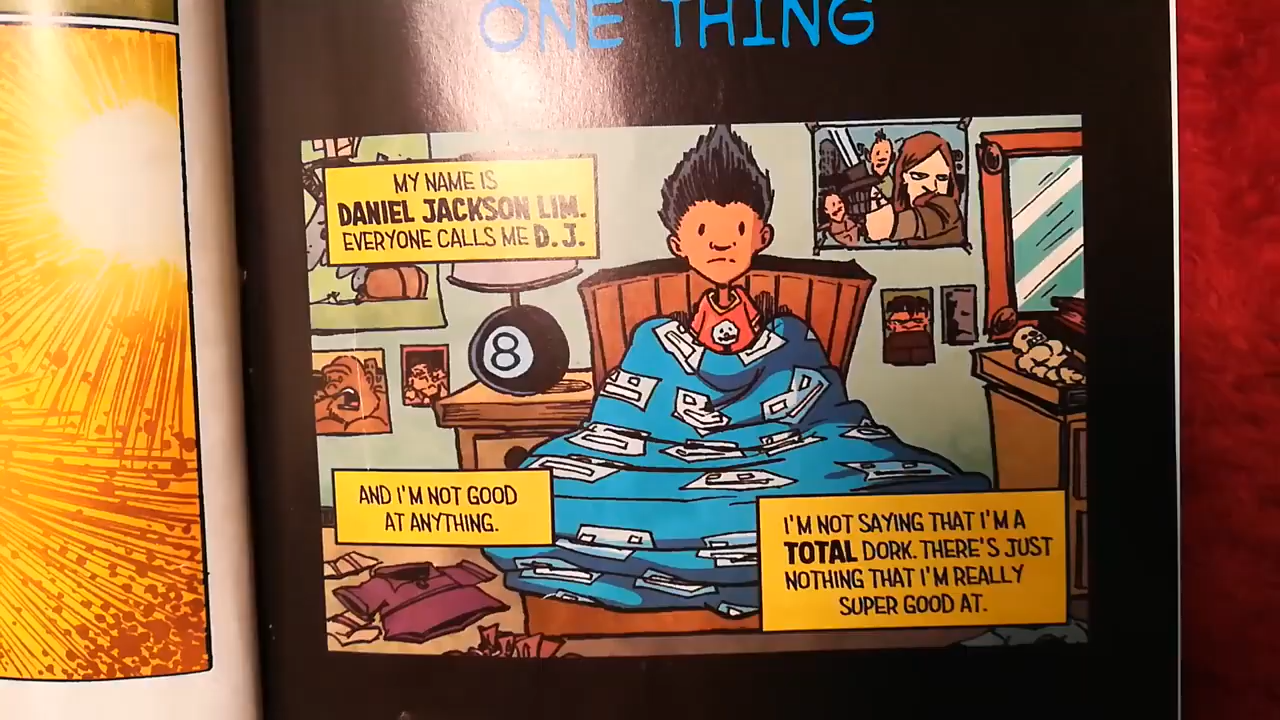 ONE THING
MY NAME IS
DANIEL JACKSON LIM.
EVERYONE CALLS ME D.J.
8
AND I'M NOT GOOD
AT ANYTHING.
I'M NOT SAYING THAT I'M A
TOTAL DORK. THERE'S JUST
NOTHING THAT I'M REALLY
SUPER GOOD AT.